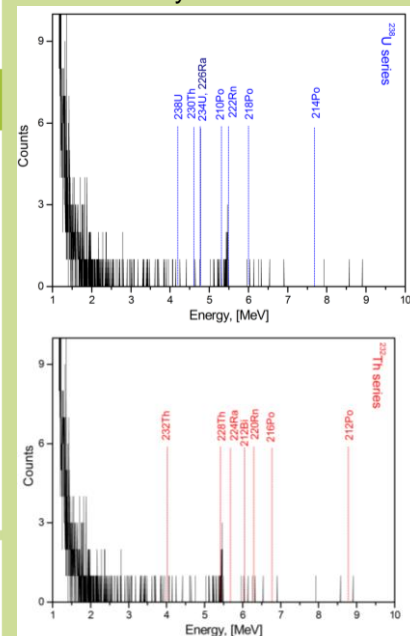 10
9
6
3
0
Counts
238U
230Th
234U, 226Ra
210Po
222Rn
218Po
214Po
²³⁸U series
1 2 3 4 5 6 7 8 9 10
Energy, [MeV]
9
6
3
0
Counts
232Th
228Th
224Ra
212Bi
220Rn
216Po
212Po
²³²Th series
1 2 3 4 5 6 7 8 9 10
Energy, [MeV]